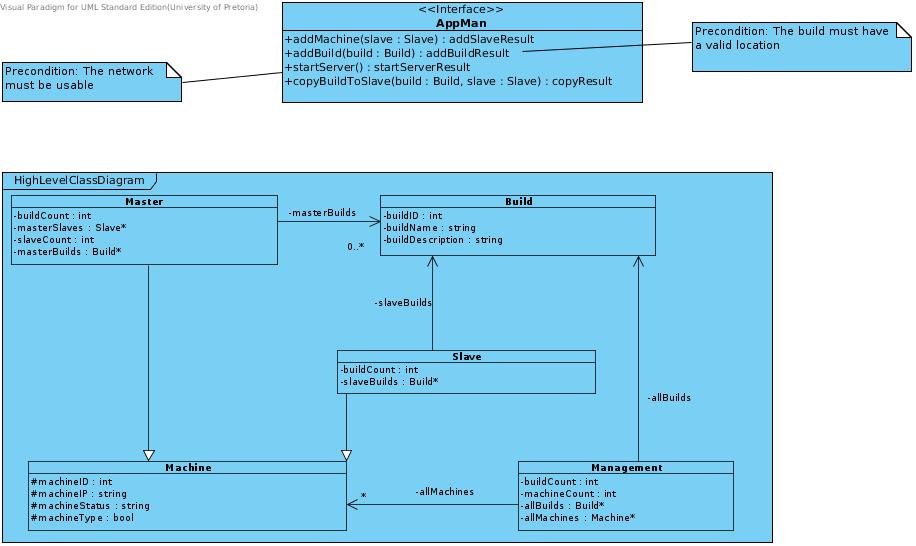 Visual Paradigm for UML Standard Edition(University of Pretoria)
<<Interface>>
AppMan
+addMachine(slave : Slave) : addSlaveResult
+addBuild(build : Build) : addBuildResult
+startServer() : startServerResult
+copyBuildToSlave(build : Build, slave : Slave) : copyResult
Precondition: The build must have
a valid location
Precondition: The network
must be usable
HighLevelClassDiagram
Master
-buildCount : int
-masterSlaves : Slave*
-slaveCount : int
-masterBuilds : Build*
-masterBuilds
0..*
Build
-buildID : int
-buildName : string
-buildDescription : string
-slaveBuilds
Slave
-buildCount : int
-slaveBuilds : Build*
-allBuilds
Machine
#machineID : int
#machineIP : string
#machineStatus : string
#machineType : bool
*
-allMachines
Management
-buildCount : int
-machineCount : int
-allBuilds : Build*
-allMachines : Machine*